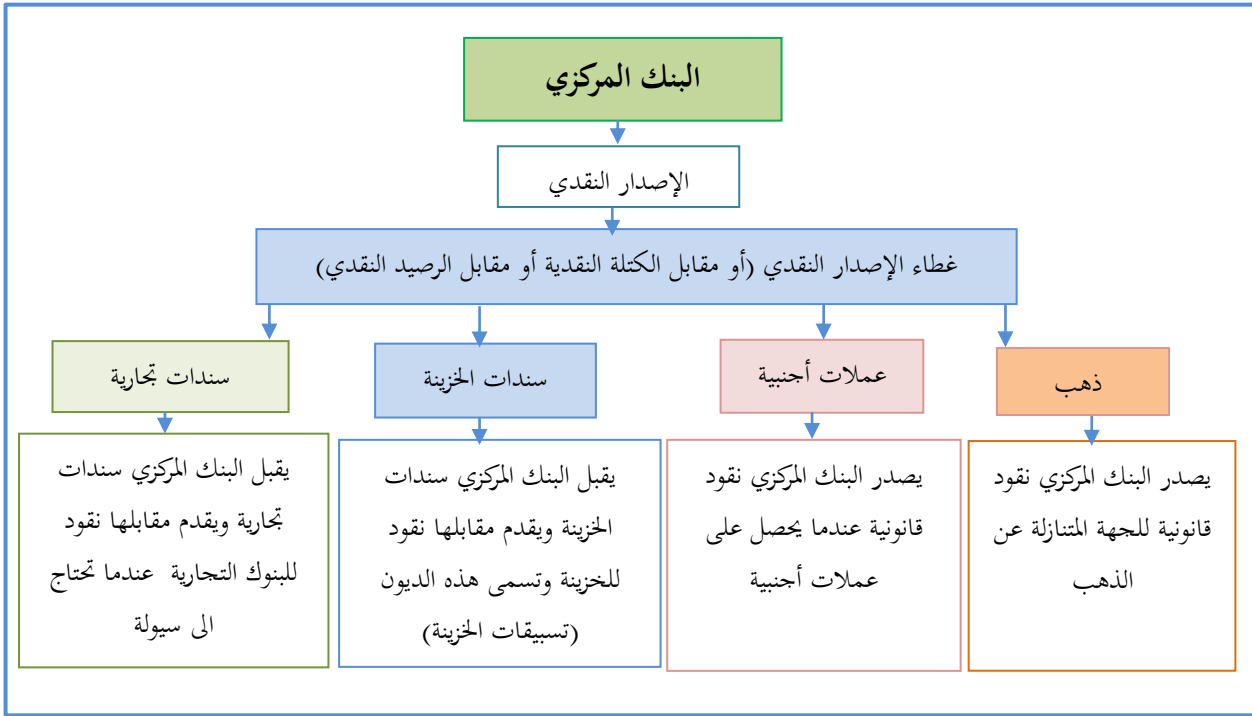 البنك المركزي
الإصدار النقدي
غطاء الإصدار النقدي (أو مقابل الكتلة النقدية أو مقابل الرصيد النقدي)
ذهب
عملات أجنبية
سندات الخزينة
سندات تجارية
يصدر البنك المركزي نقود
قانونية للجهة المتنازلة عن
الذهب
يصدر البنك المركزي نقود
قانونية عندما يحصل على
عملات أجنبية
يقبل البنك المركزي سندات
الخزينة ويقدم مقابلها نقود
للخزينة وتسمى هذه الديون
(تسبيقات الخزينة)
يقبل البنك المركزي سندات
تجارية ويقدم مقابلها نقود
للبنوك التجارية عندما تحتاج
الى سيولة